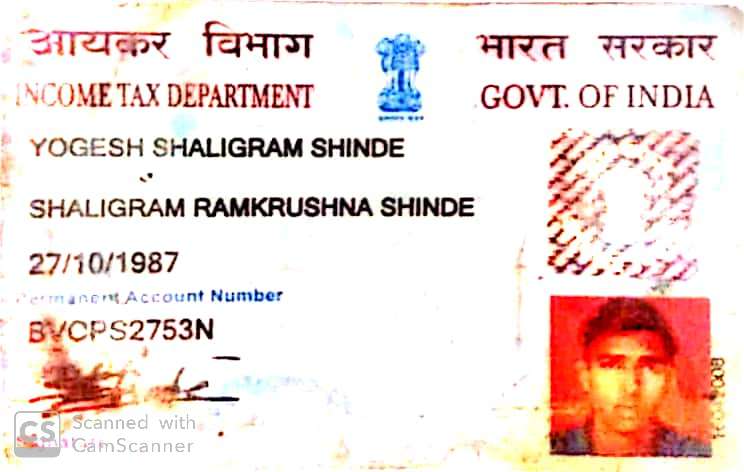 आयकर विभाग भारत सरकार
INCOME TAX DEPARTMENT GOVT. OF INDIA
YOGESH SHALIGRAM SHINDE
SHALIGRAM RAMKRUSHNA SHINDE
27/10/1987
Permanent Account Number
BVCPS2753N
Signature
CS Scanned with
CamScanner